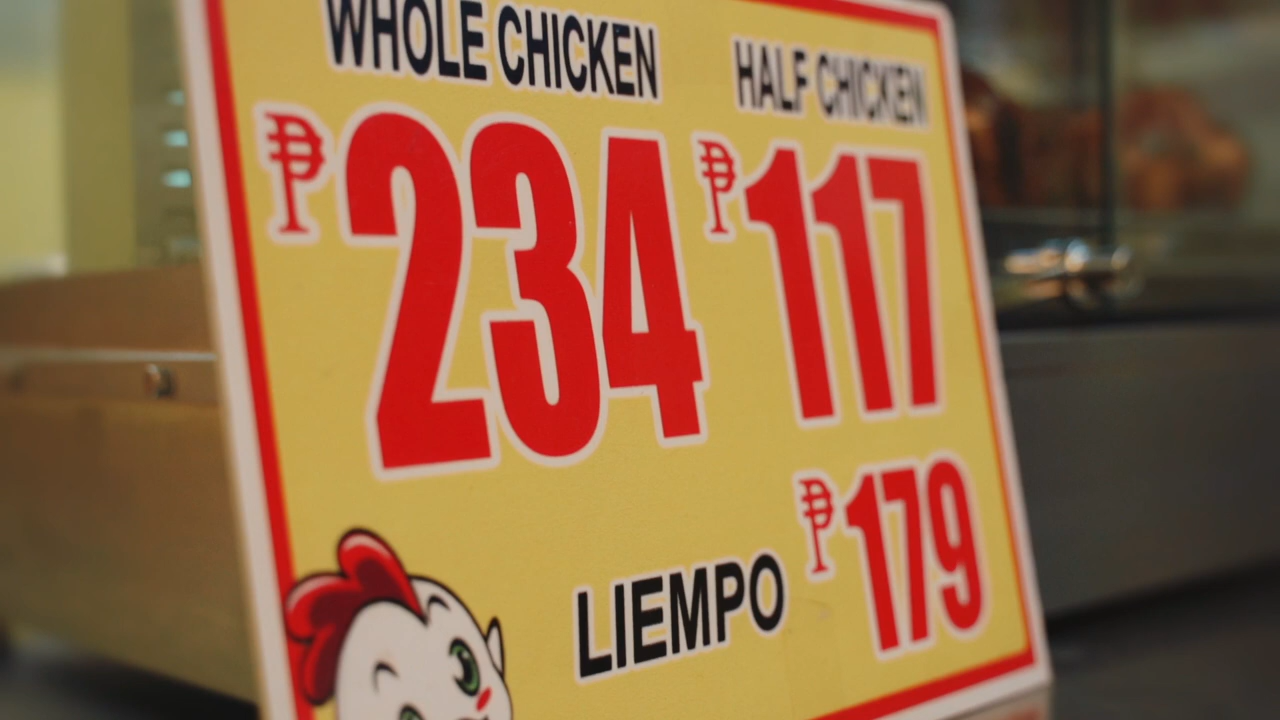 WHOLE CHICKEN
₱234
HALF CHICKEN
₱117
LIEMPO ₱179